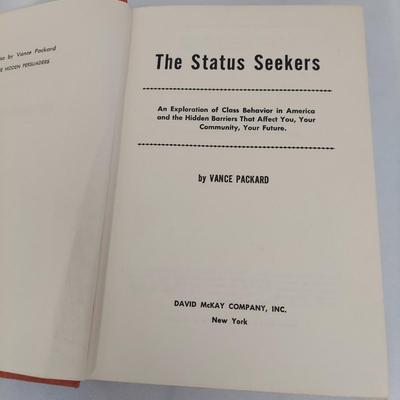 so by Vance Packard
E HIDDEN PERSUADERS
The Status Seekers
An Exploration of Class Behavior in America
and the Hidden Barriers That Affect You, Your
Community, Your Future.
by VANCE PACKARD
DAVID McKAY COMPANY, INC.
New York